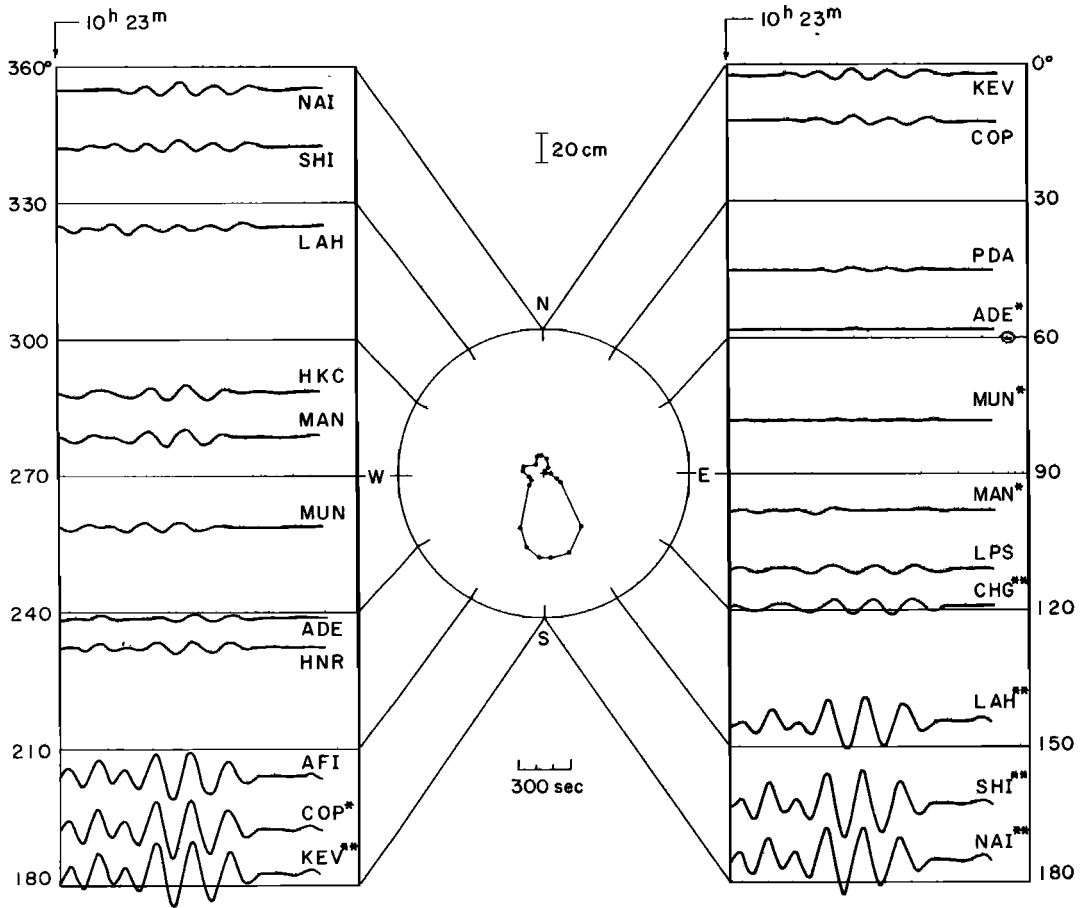 10h 23m
360°
NAI
SHI
330
LAH
300
HKC
MAN
270
MUN
240
ADE
HNR
210
AFI
COP*
KEV**
180
20 cm
N
W
E
S
300 sec
10h 23m
0°
KEV
COP
30
PDA
ADE*
60
MUN*
90
MAN*
LPS
CHG**
120
LAH**
150
SHI**
NAI**
180